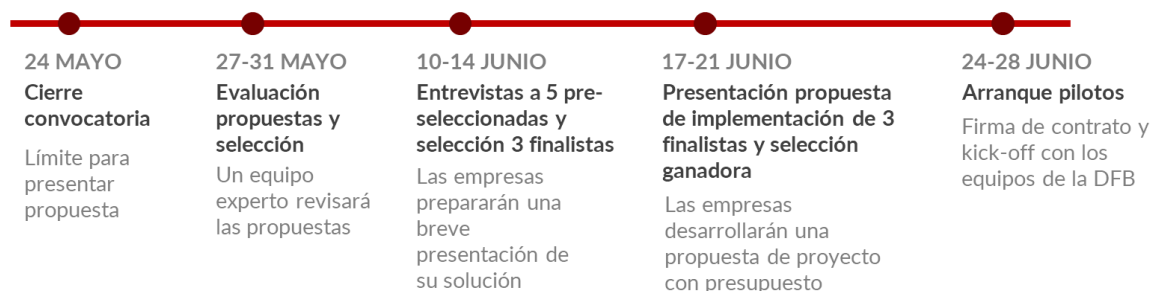 24 MAYO
Cierre
convocatoria
Límite para
presentar
propuesta
27-31 MAYO
Evaluación
propuestas y
selección
Un equipo
experto revisará
las propuestas
10-14 JUNIO
Entrevistas a 5 pre-
seleccionadas y
selección 3 finalistas
Las empresas
prepararán una
breve
presentación de
su solución
17-21 JUNIO
Presentación propuesta
de implementación de 3
finalistas y selección
ganadora
Las empresas
desarrollarán una
propuesta de proyecto
con presupuesto
24-28 JUNIO
Arranque pilotos
Firma de contrato y
kick-off con los
equipos de la DFB